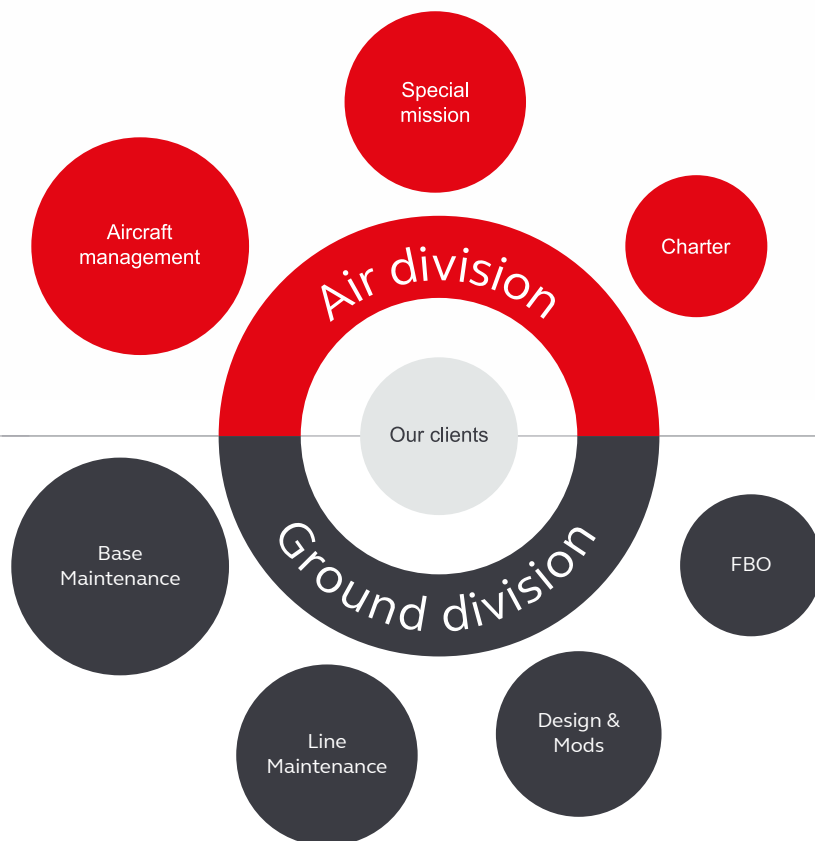 Special
mission
Aircraft
management
Charter
Air division
Our clients
Ground division
Base
Maintenance
FBO
Line
Maintenance
Design &
Mods